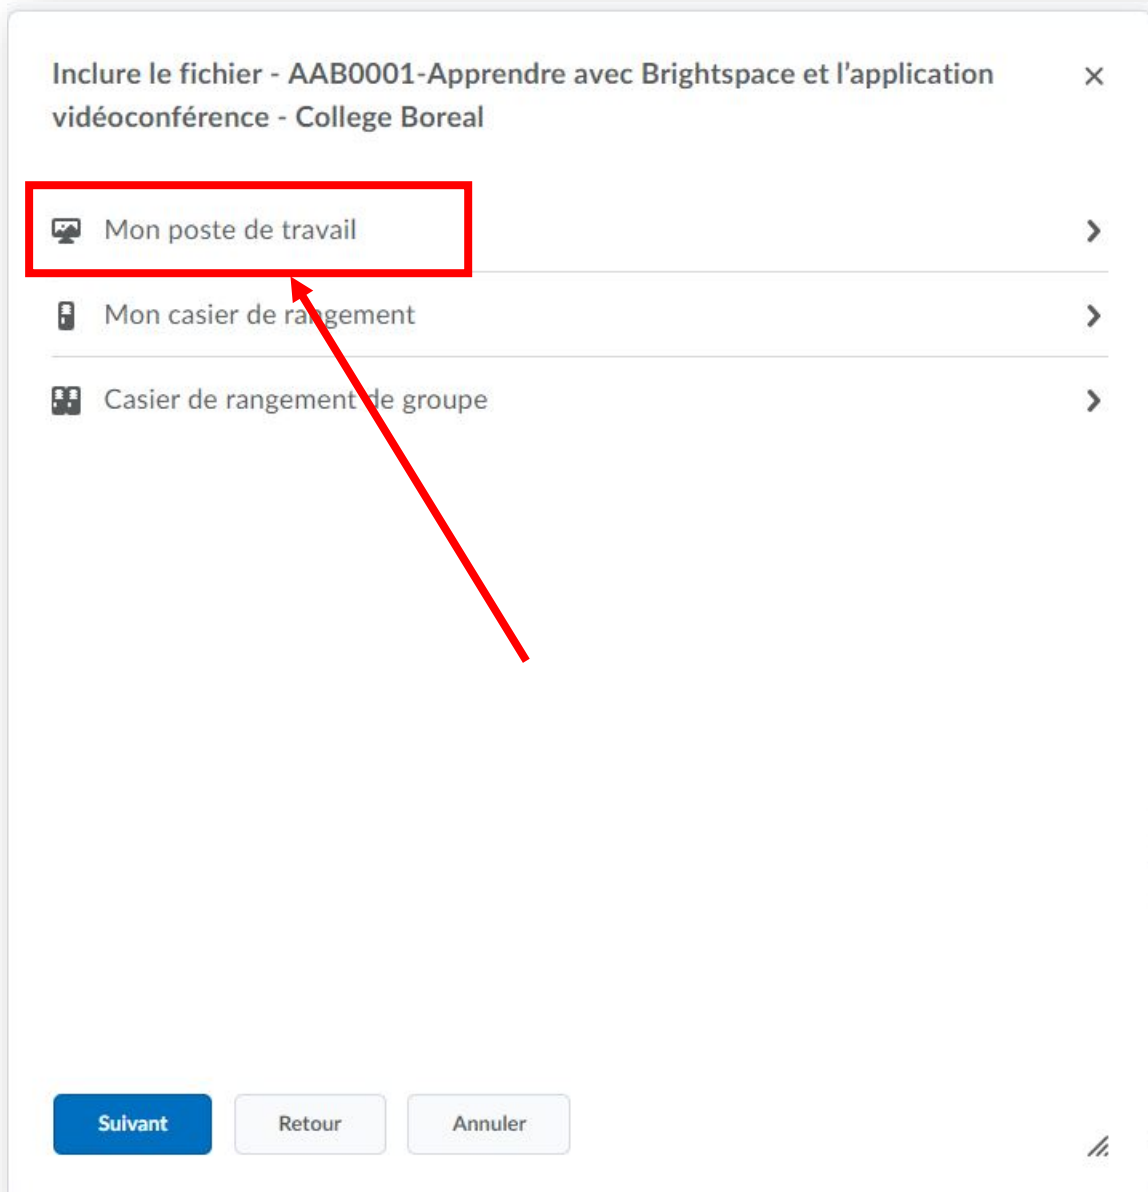 Inclure le fichier - AAB0001-Apprendre avec Brightspace et l’application
vidéoconférence - College Boreal
Mon poste de travail
Mon casier de rangement
Casier de rangement de groupe
Suivant
Retour
Annuler